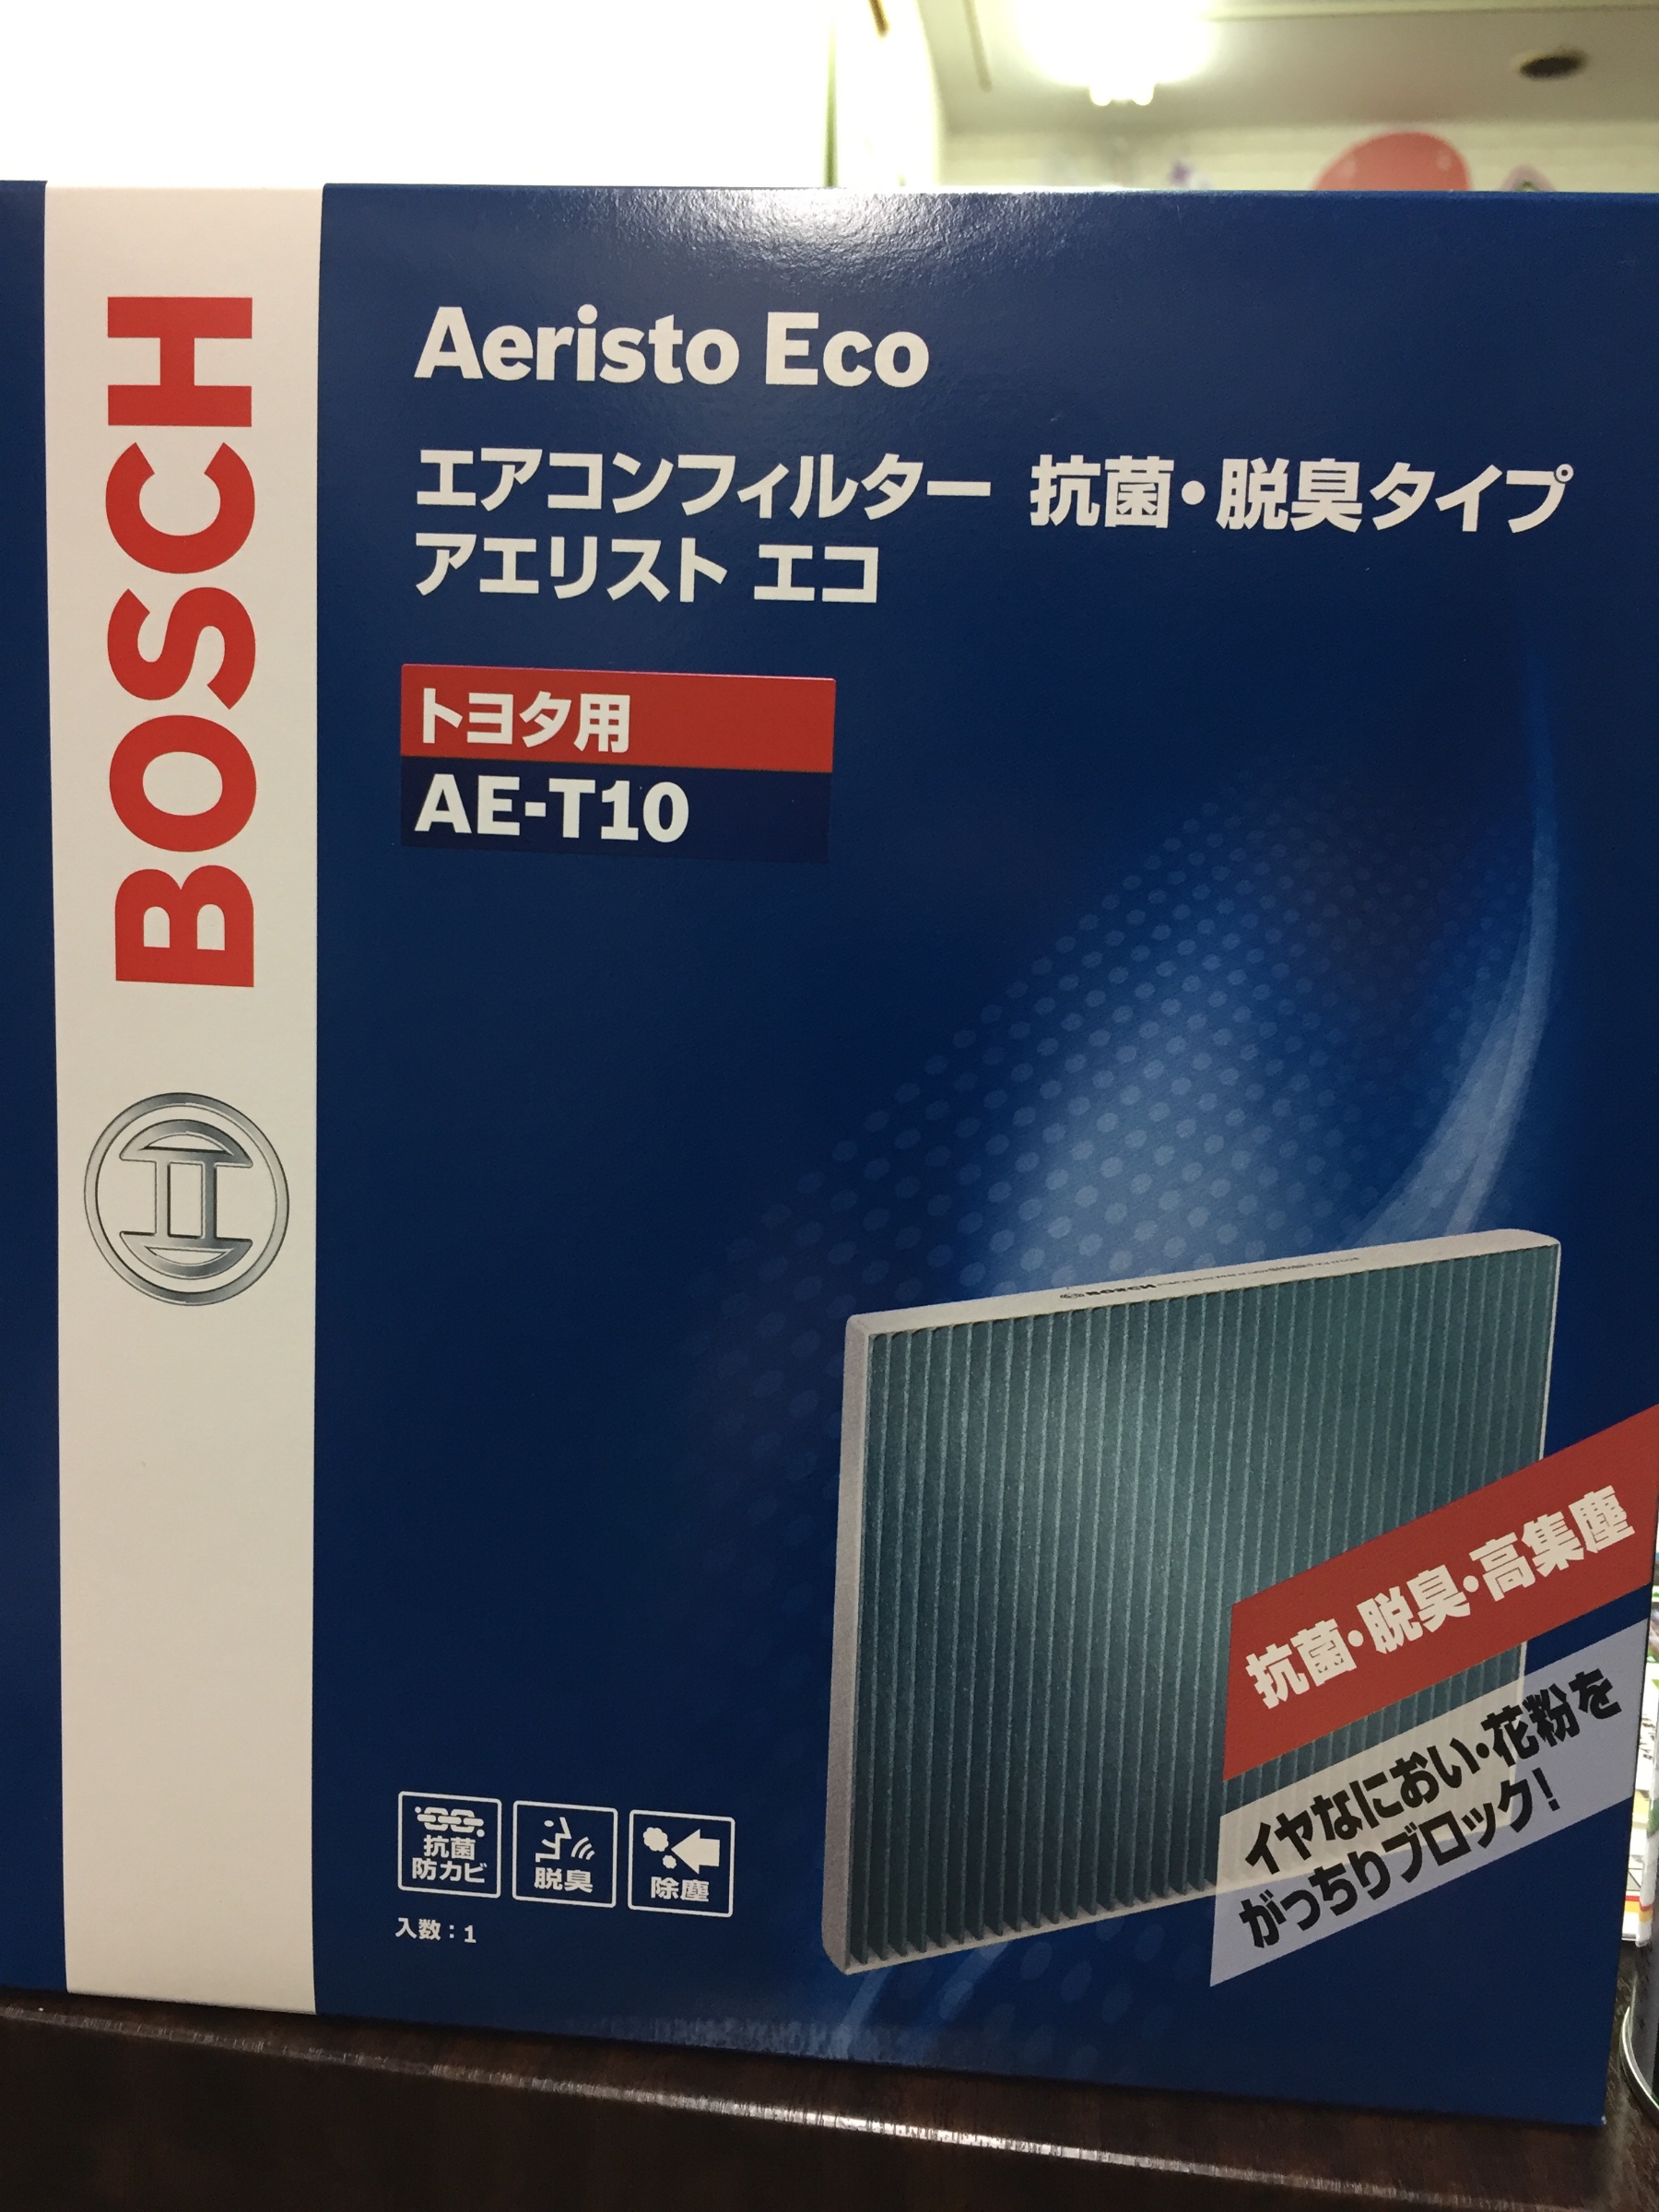 BOSCH
Aeristo Eco
エアコンフィルター 抗菌・脱臭タイプ
アエリスト エコ
トヨタ用
AE-T10
BOSCH
抗菌・脱臭・高集塵
イヤなにおい・花粉を
がっちりブロック!
抗菌
防カビ
脱臭
除塵
入数：1